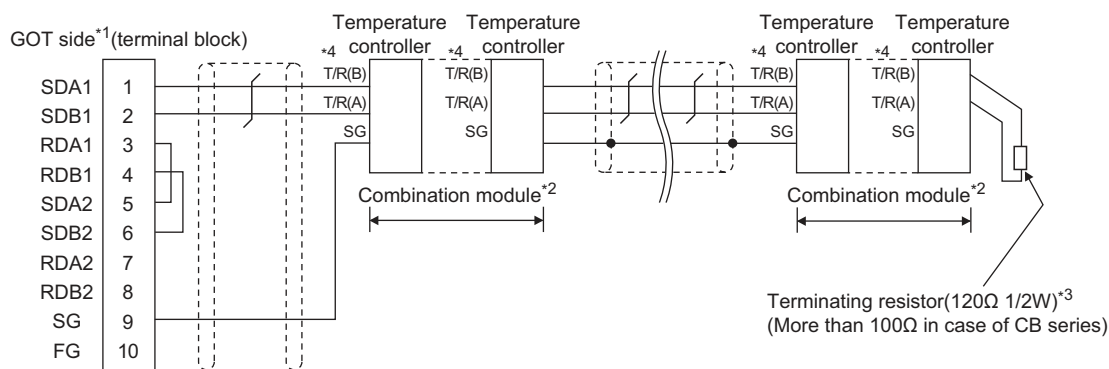 GOT side*1(terminal block)
SDA1 1
SDB1 2
RDA1 3
RDB1 4
SDA2 5
SDB2 6
RDA2 7
RDB2 8
SG 9
FG 10
Temperature
controller
*4
T/R(B)
T/R(A)
SG
Temperature
controller
*4
T/R(B)
T/R(A)
SG
Combination module*2
Temperature
controller
*4
T/R(B)
T/R(A)
SG
Temperature
controller
*4
T/R(B)
T/R(A)
SG
Combination module*2
Terminating resistor(120Ω 1/2W)*3
(More than 100Ω in case of CB series)